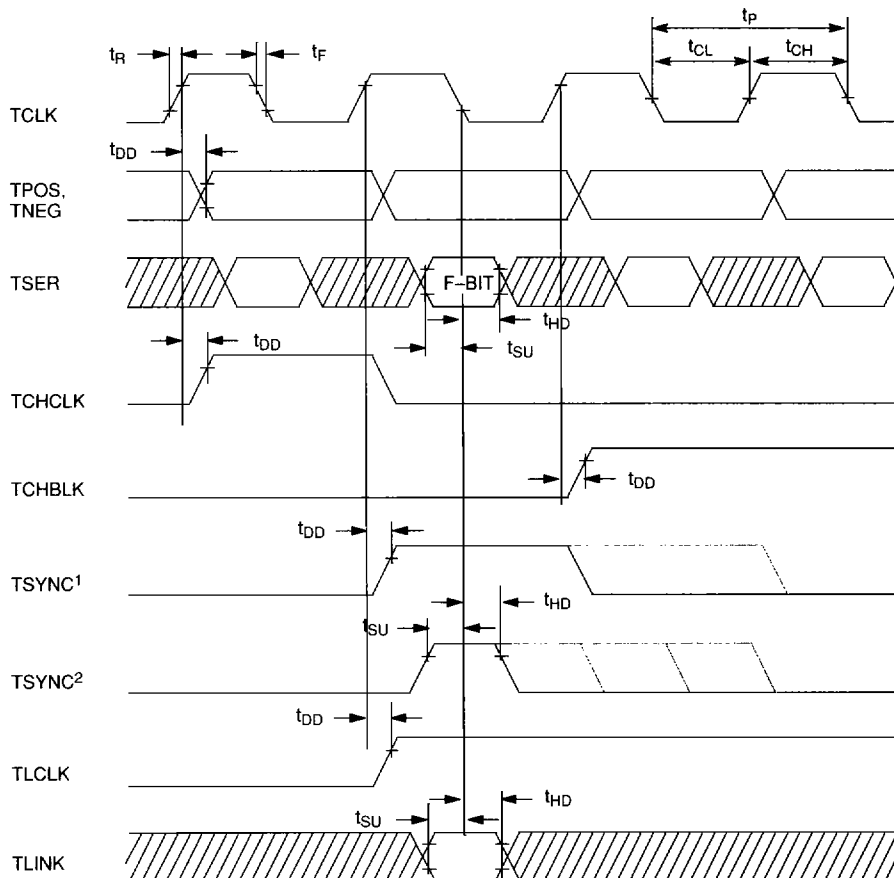 tP
tR tF tCL tCH
TCLK
tDD
TPOS,
TNEG
TSER F–BIT
tHD
tDD tSU
TCHCLK
TCHBLK tDD
tDD
TSYNC1
tHD
tSU
TSYNC2
tDD
TLCLK
tHD
tSU
TLINK